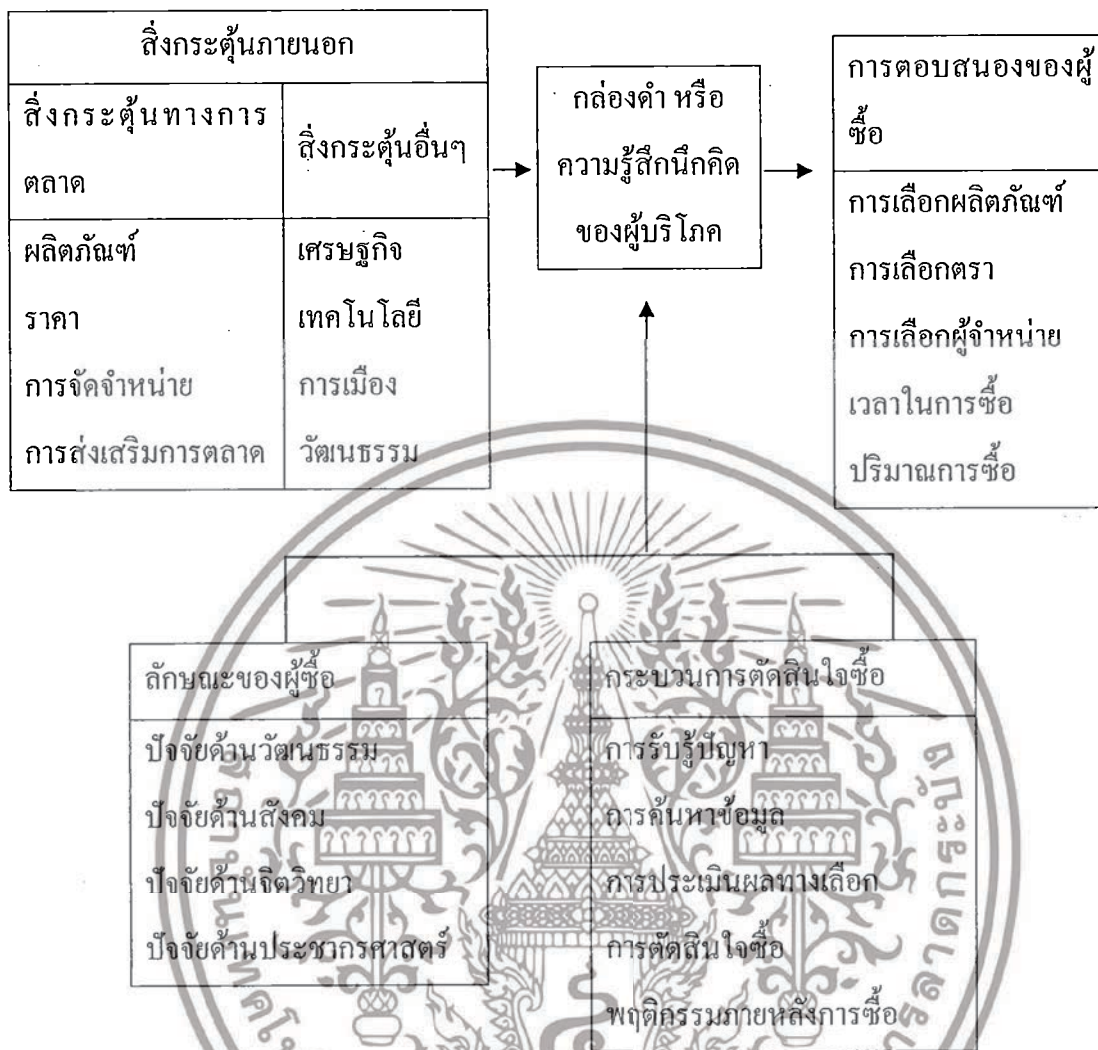 สิ่งกระตุ้นภายนอก
สิ่งกระตุ้นทางการ
ตลาด
สิ่งกระตุ้นอื่นๆ
ผลิตภัณฑ์
ราคา
การจัดจำหน่าย
การส่งเสริมการตลาด
เศรษฐกิจ
เทคโนโลยี
การเมือง
วัฒนธรรม
กล่องดำ หรือ
ความรู้สึกนึกคิด
ของผู้บริโภค
การตอบสนองของผู้
ซื้อ
การเลือกผลิตภัณฑ์
การเลือกตรา
การเลือกผู้จำหน่าย
เวลาในการซื้อ
ปริมาณการซื้อ
ลักษณะของผู้ซื้อ
ปัจจัยด้านวัฒนธรรม
ปัจจัยด้านสังคม
ปัจจัยด้านจิตวิทยา
ปัจจัยด้านประชากรศาสตร์
กระบวนการตัดสินใจซื้อ
การรับรู้ปัญหา
การค้นหาข้อมูล
การประเมินผลทางเลือก
การตัดสินใจซื้อ
พฤติกรรมภายหลังการซื้อ